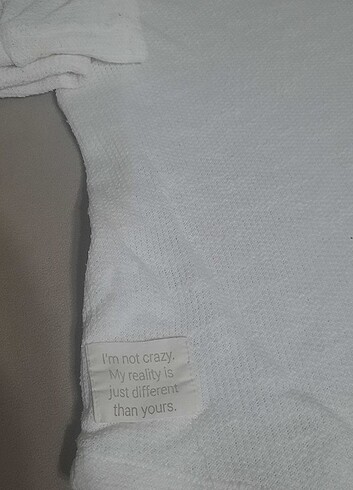 I'm not crazy.
My reality is
just different
than yours.